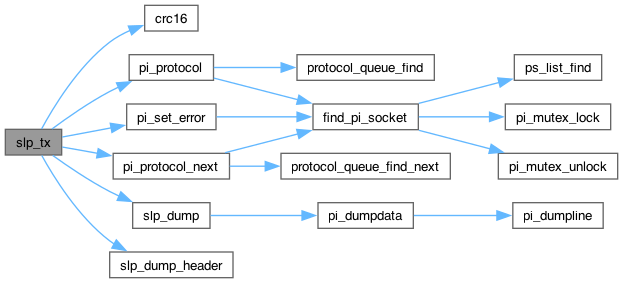 slp_tx
crc16
pi_protocol
pi_set_error
pi_protocol_next
slp_dump
slp_dump_header
protocol_queue_find
find_pi_socket
protocol_queue_find_next
pi_dumpdata
ps_list_find
pi_mutex_lock
pi_mutex_unlock
pi_dumpline